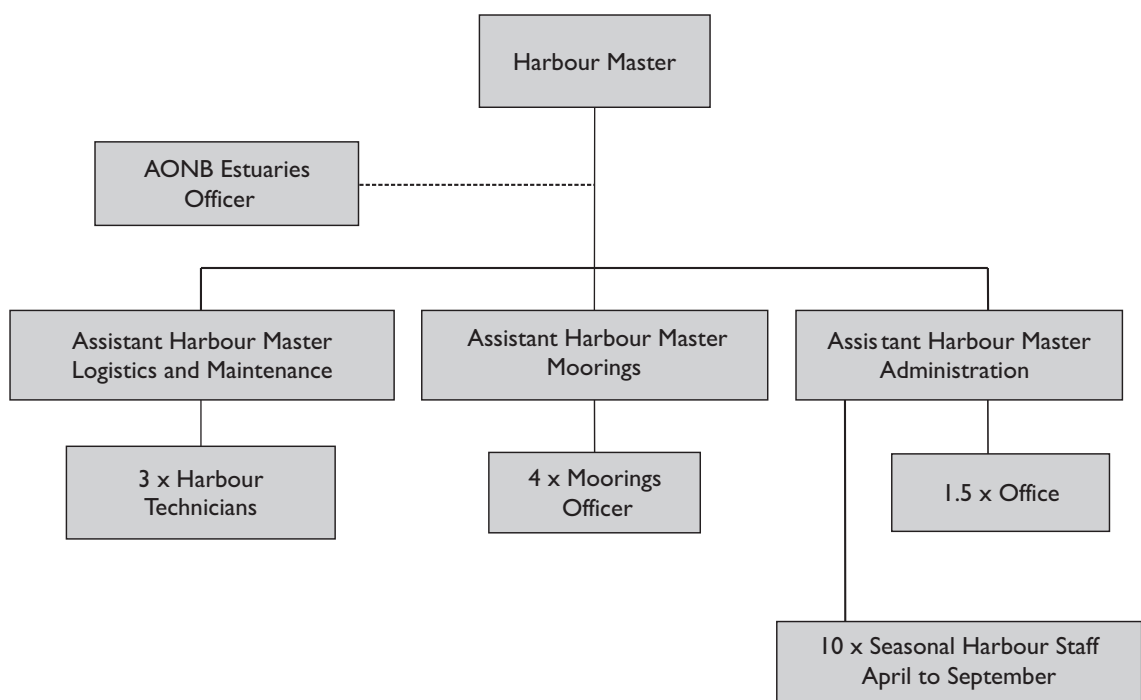 Harbour Master
AONB Estuaries
Officer
Assistant Harbour Master
Logistics and Maintenance
Assistant Harbour Master
Moorings
Assistant Harbour Master
Administration
3 x Harbour
Technicians
4 x Moorings
Officer
1.5 x Office
10 x Seasonal Harbour Staff
April to September